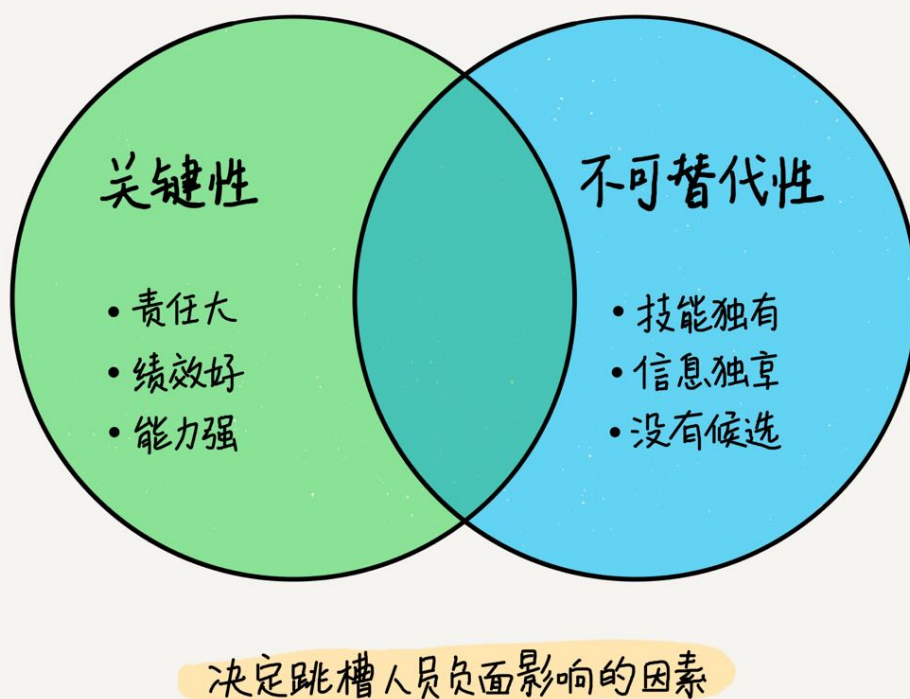 关键性
• 责任大
• 绩效好
• 能力强
不可替代性
• 技能独有
• 信息独享
• 没有候选
决定跳槽人员负面影响的因素